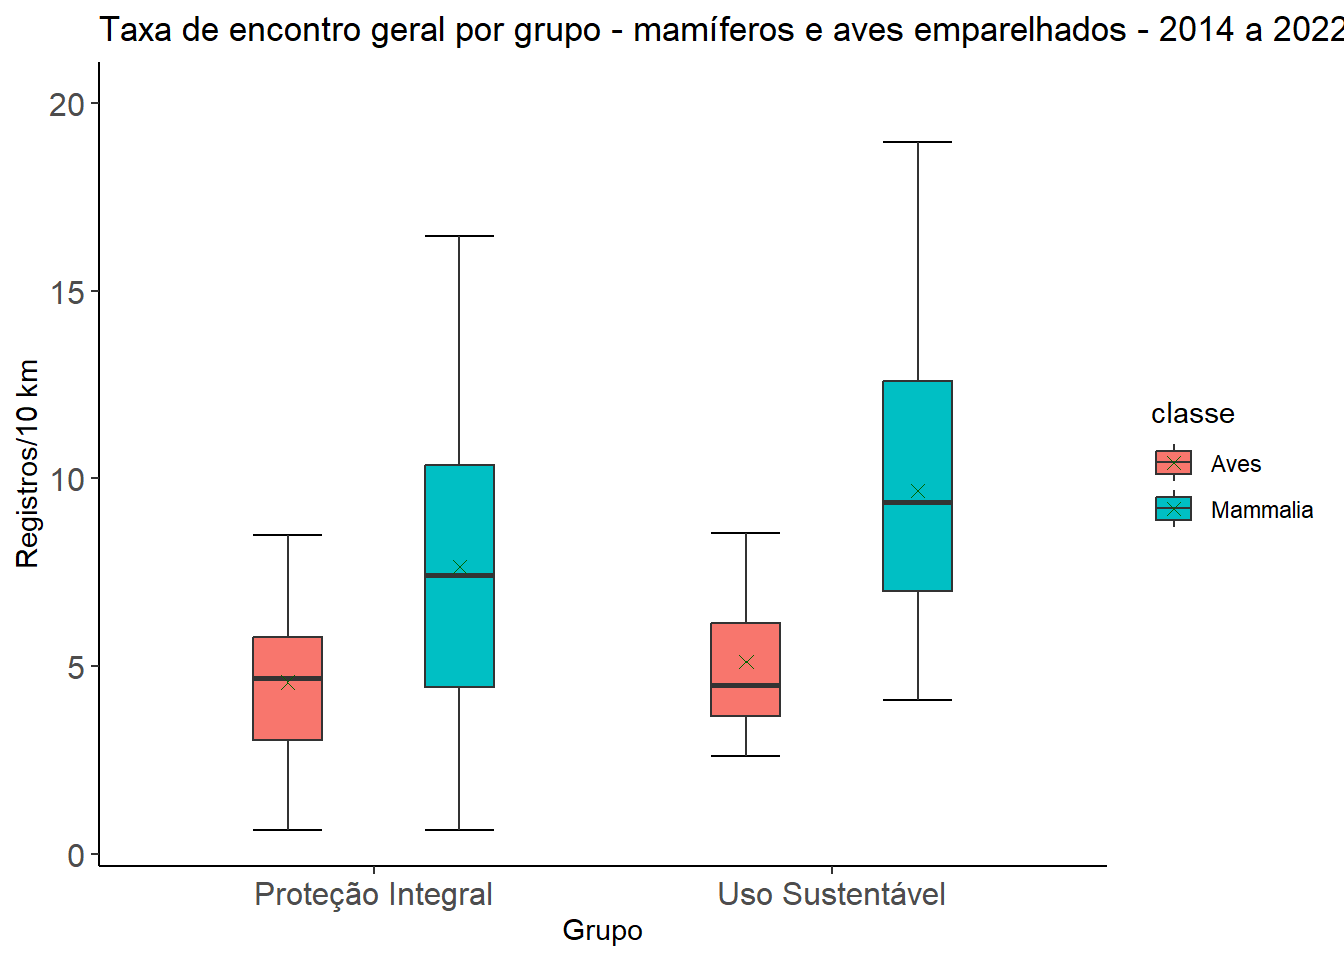 Taxa de encontro geral por grupo - mamíferos e aves emparelhados - 2014 a 2022
20
15
10
5
0
Registros/10 km
Proteção Integral
Uso Sustentável
Grupo
classe
Aves
Mammalia